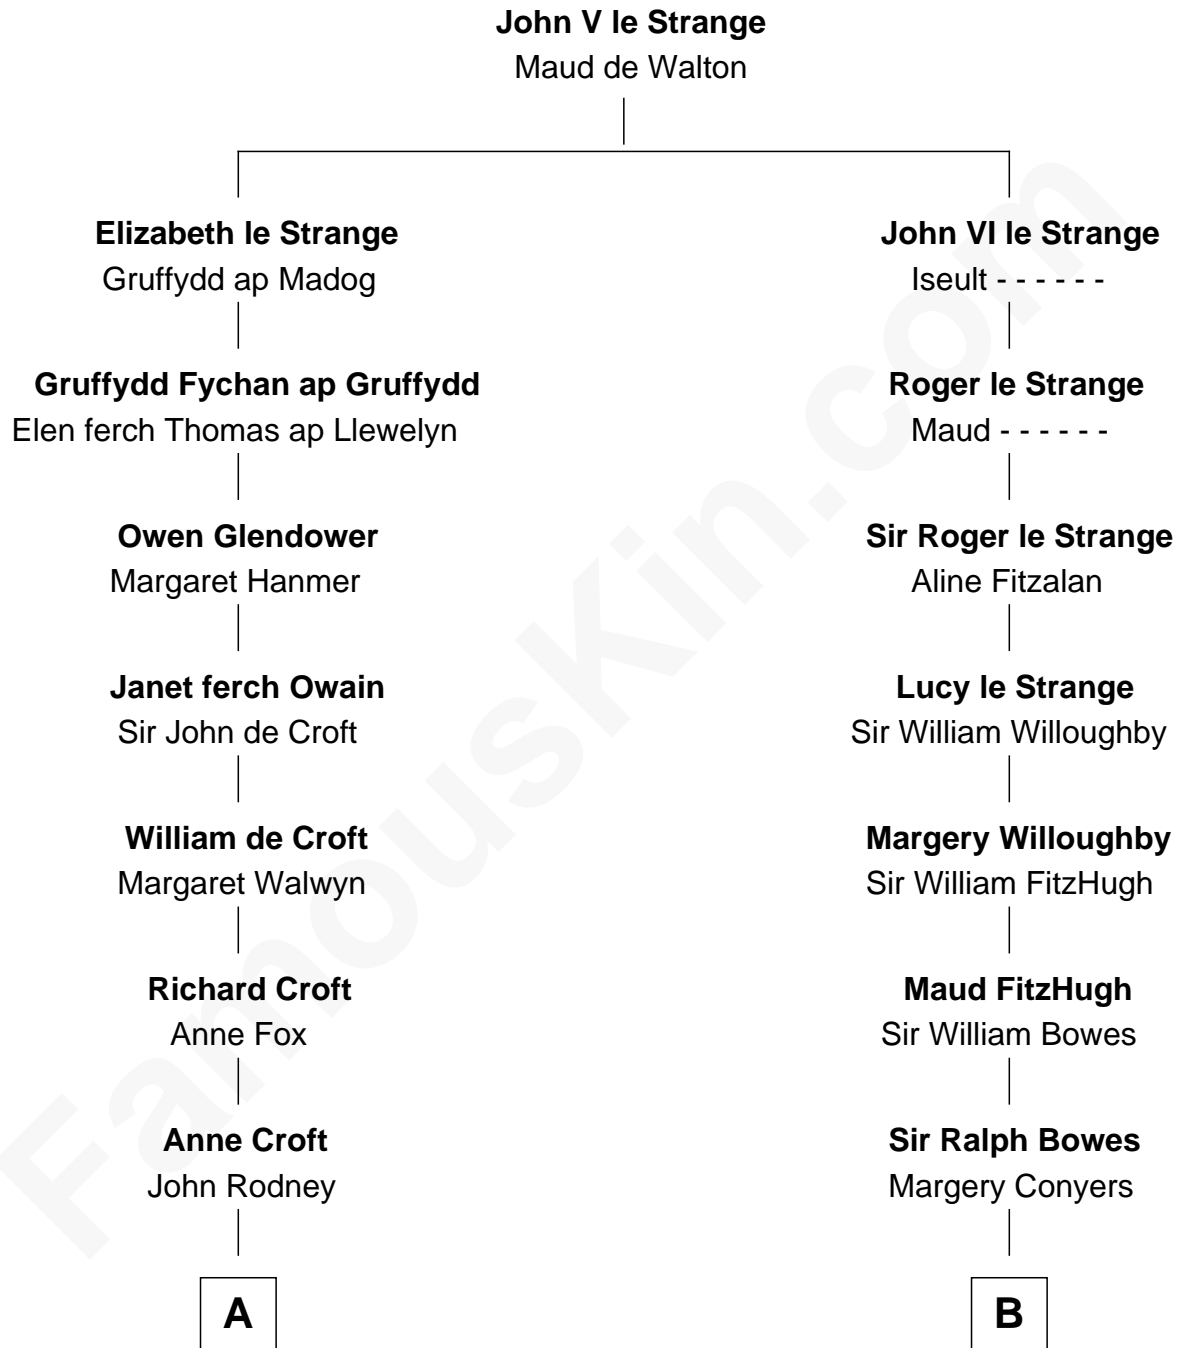 John V le Strange
Maud de Walton
Elizabeth le Strange
Gruffydd ap Madog
John VI le Strange
Iseult - - - - - -
Gruffydd Fychan ap Gruffydd
Elen ferch Thomas ap Llewelyn
Roger le Strange
Maud - - - - - -
Owen Glendower
Margaret Hanmer
Sir Roger le Strange
Aline Fitzalan
Janet ferch Owain
Sir John de Croft
Lucy le Strange
Sir William Willoughby
William de Croft
Margaret Walwyn
Margery Willoughby
Sir William FitzHugh
Richard Croft
Anne Fox
Maud FitzHugh
Sir William Bowes
Anne Croft
John Rodney
Sir Ralph Bowes
Margery Conyers
A
B
FamousKin.com